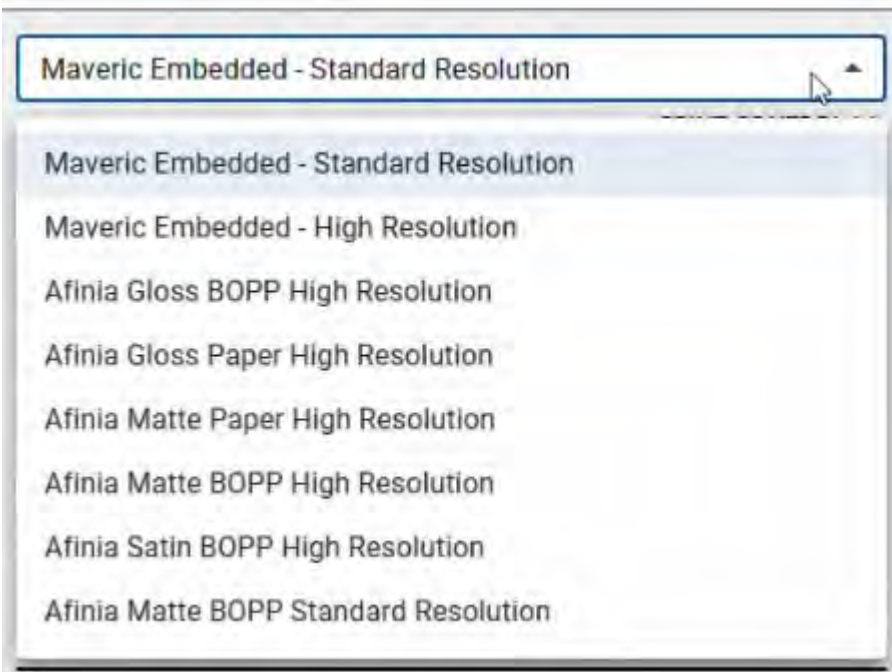 Maveric Embedded - Standard Resolution
Maveric Embedded - Standard Resolution
Maveric Embedded - High Resolution
Afinia Gloss BOPP High Resolution
Afinia Gloss Paper High Resolution
Afinia Matte Paper High Resolution
Afinia Matte BOPP High Resolution
Afinia Satin BOPP High Resolution
Afinia Matte BOPP Standard Resolution